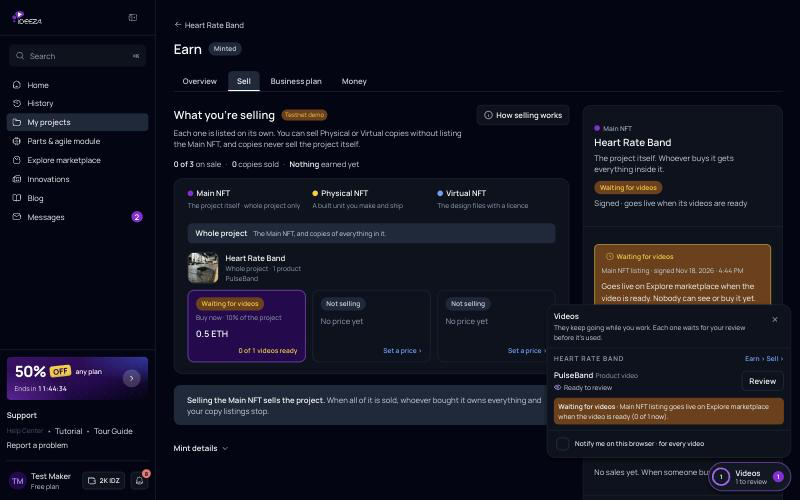 IDEEZA
Search
⌘K
Home
History
My projects
Parts & agile module
Explore marketplace
Innovations
Blog
Messages
2
50% OFF any plan
Ends in 11:44:34
Support
Help Center • Tutorial • Tour Guide
Report a problem
TM
Test Maker
Free plan
2K IDZ
8
← Heart Rate Band
Earn Minted
Overview Sell Business plan Money
What you're selling Testnet demo
How selling works
Each one is listed on its own. You can sell Physical or Virtual copies without listing
the Main NFT, and copies never sell the project itself.
0 of 3 on sale · 0 copies sold · Nothing earned yet
Main NFT
The project itself · whole project only
Physical NFT
A built unit you make and ship
Virtual NFT
The design files with a licence
Whole project The Main NFT, and copies of everything in it.
Heart Rate Band
Whole project · 1 product
PulseBand
Waiting for videos
Buy now · 10% of the project
0.5 ETH
0 of 1 videos ready
Not selling
No price yet
Set a price ›
Not selling
No price yet
Set a price ›
Selling the Main NFT sells the project. When all of it is sold, whoever bought it owns everything and
your copy listings stop.
Mint details
Main NFT
Heart Rate Band
The project itself. Whoever buys it gets
everything inside it.
Waiting for videos
Signed · goes live when its videos are ready
Waiting for videos
Main NFT listing · signed Nov 18, 2026 · 4:44 PM
Goes live on Explore marketplace when the
video is ready. Nobody can see or buy it yet.
Videos
They keep going while you work. Each one waits for your review
before it's used.
HEART RATE BAND
Earn › Sell ›
PulseBand Product video
Ready to review
Review
Waiting for videos · Main NFT listing goes live on Explore marketplace
when the video is ready (0 of 1 now).
Notify me on this browser · for every video
No sales yet. When someone bu
1
Videos
1 to review
1